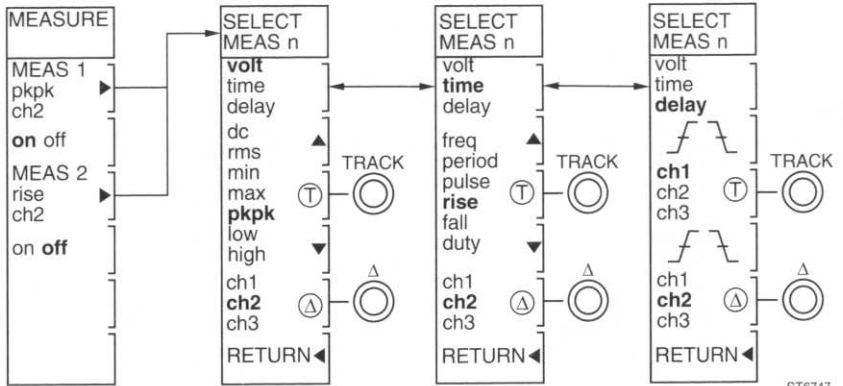 MEASURE
MEAS 1
pkpk
ch2
on off
MEAS 2
rise
ch2
on off
SELECT
MEAS n
volt
time
delay
dc
rms
min
max
pkpk
low
high
ch1
ch2
ch3
RETURN
T
TRACK
Δ
Δ
SELECT
MEAS n
volt
time
delay
freq
period
pulse
rise
fall
duty
ch1
ch2
ch3
RETURN
T
TRACK
Δ
Δ
SELECT
MEAS n
volt
time
delay
ch1
ch2
ch3
ch1
ch2
ch3
RETURN
T
TRACK
Δ
Δ
ST6747